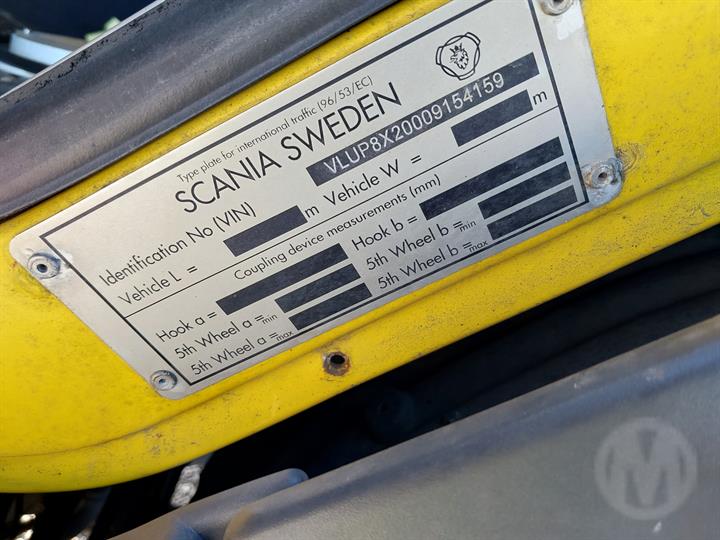 Type plate for international traffic (96/53/EC)
SCANIA SWEDEN
Identification No (VIN) VLUP8X20009154159
Vehicle L = m Vehicle W = m
Coupling device measurements (mm)
Hook a = Hook b =
5th Wheel a =min 5th Wheel b =min
5th Wheel a =max 5th Wheel b =max
M